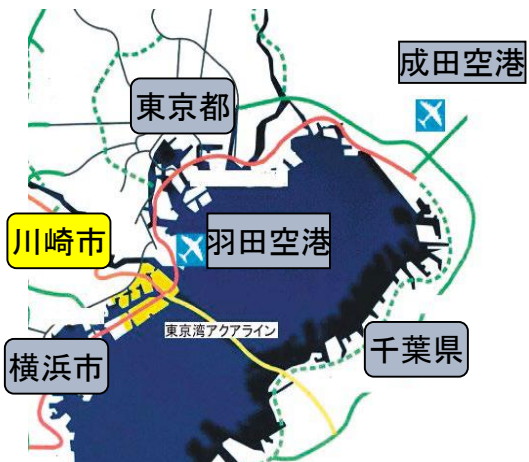 成田空港
東京都
川崎市
羽田空港
東京湾アクアライン
横浜市
千葉県